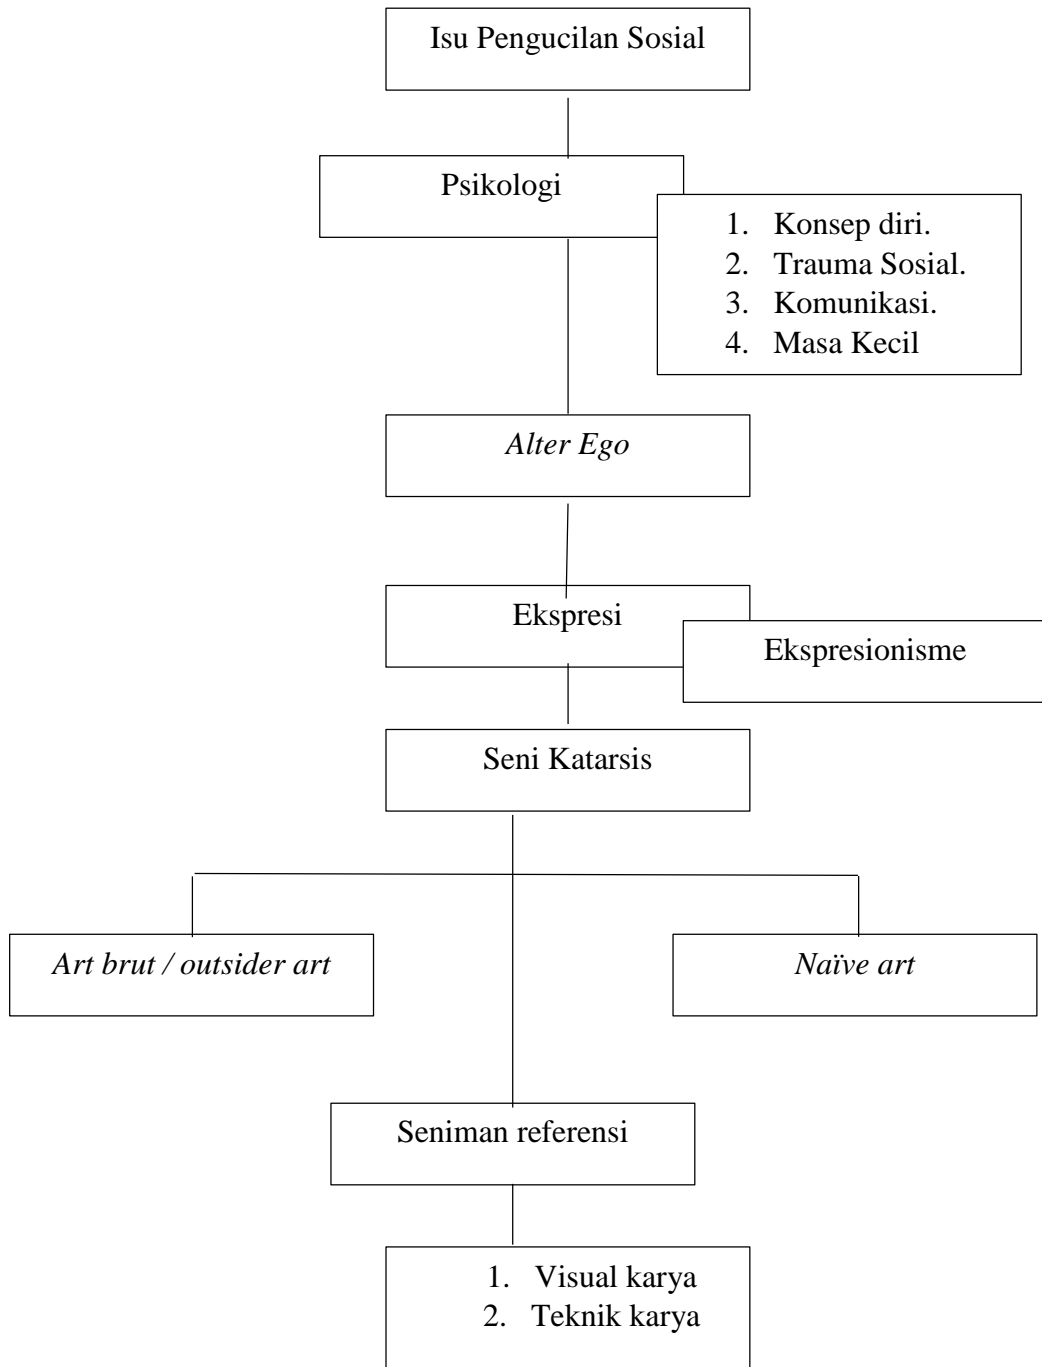 Isu Pengucilan Sosial
Psikologi
1. Konsep diri.
2. Trauma Sosial.
3. Komunikasi.
4. Masa Kecil
Alter Ego
Ekspresi
Ekspresionisme
Seni Katarsis
Art brut / outsider art
Naïve art
Seniman referensi
1. Visual karya
2. Teknik karya